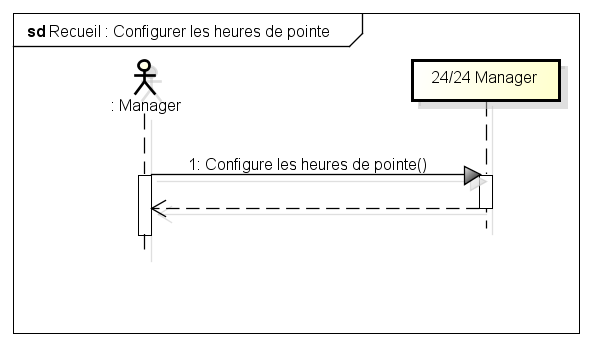 sd Recueil : Configurer les heures de pointe
24/24 Manager
: Manager
1: Configure les heures de pointe()